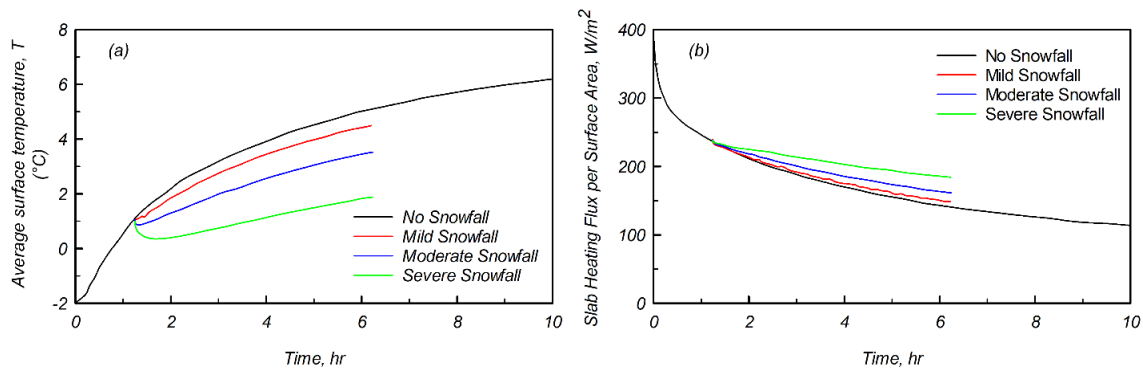 Average surface temperature, T
(°C)
8
6
4
2
0
-2
(a)
No Snowfall
Mild Snowfall
Moderate Snowfall
Severe Snowfall
0 2 4 6 8 10
Time, hr
Slab Heating Flux per Surface Area, W/m²
400
300
200
100
0
(b)
No Snowfall
Mild Snowfall
Moderate Snowfall
Severe Snowfall
0 2 4 6 8 10
Time, hr